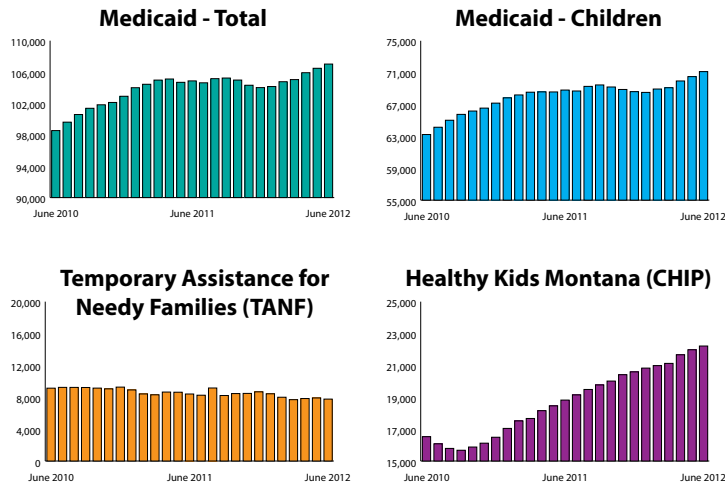 Medicaid - Total
110,000
106,000
102,000
98,000
94,000
90,000
June 2010
June 2011
June 2012
Medicaid - Children
75,000
71,000
67,000
63,000
59,000
55,000
June 2010
June 2011
June 2012
Temporary Assistance for
Needy Families (TANF)
20,000
16,000
12,000
8,000
4,000
0
June 2010
June 2011
June 2012
Healthy Kids Montana (CHIP)
25,000
23,000
21,000
19,000
17,000
15,000
June 2010
June 2011
June 2012